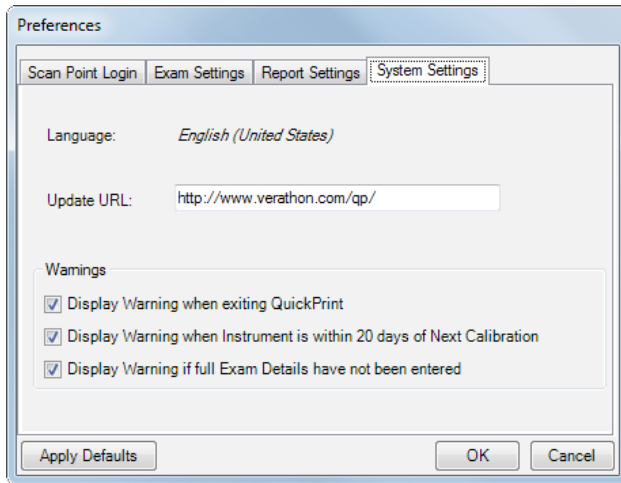 Preferences
Scan Point Login Exam Settings Report Settings System Settings
Language: English (United States)
Update URL: http://www.verathon.com/qp/
Warnings
Display Warning when exiting QuickPrint
Display Warning when Instrument is within 20 days of Next Calibration
Display Warning if full Exam Details have not been entered
Apply Defaults OK Cancel